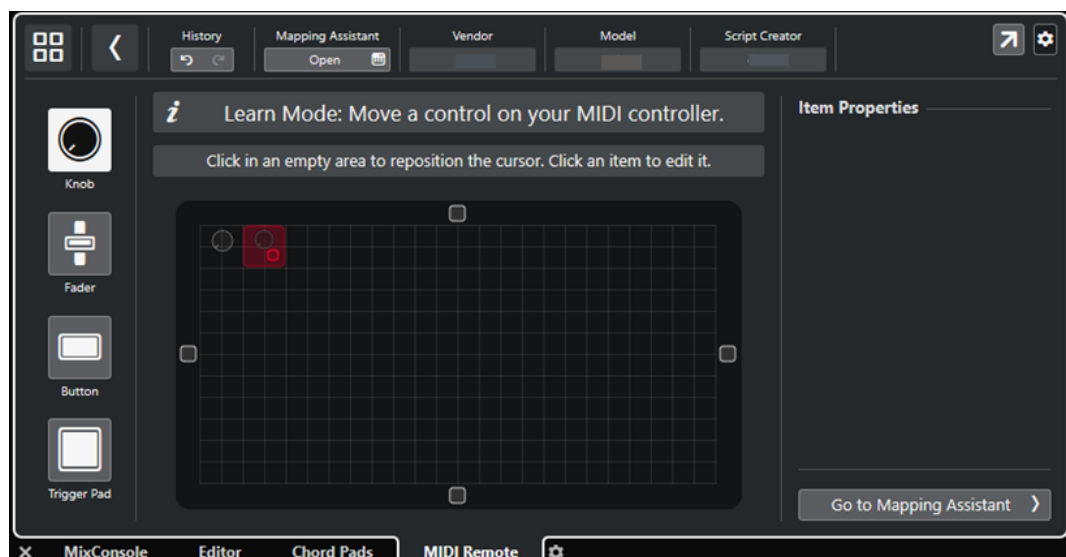 History
Mapping Assistant
Vendor
Model
Script Creator
Open
i
Learn Mode: Move a control on your MIDI controller.
Item Properties
Click in an empty area to reposition the cursor. Click an item to edit it.
Knob
Fader
Button
Trigger Pad
Go to Mapping Assistant
MixConsole
Editor
Chord Pads
MIDI Remote